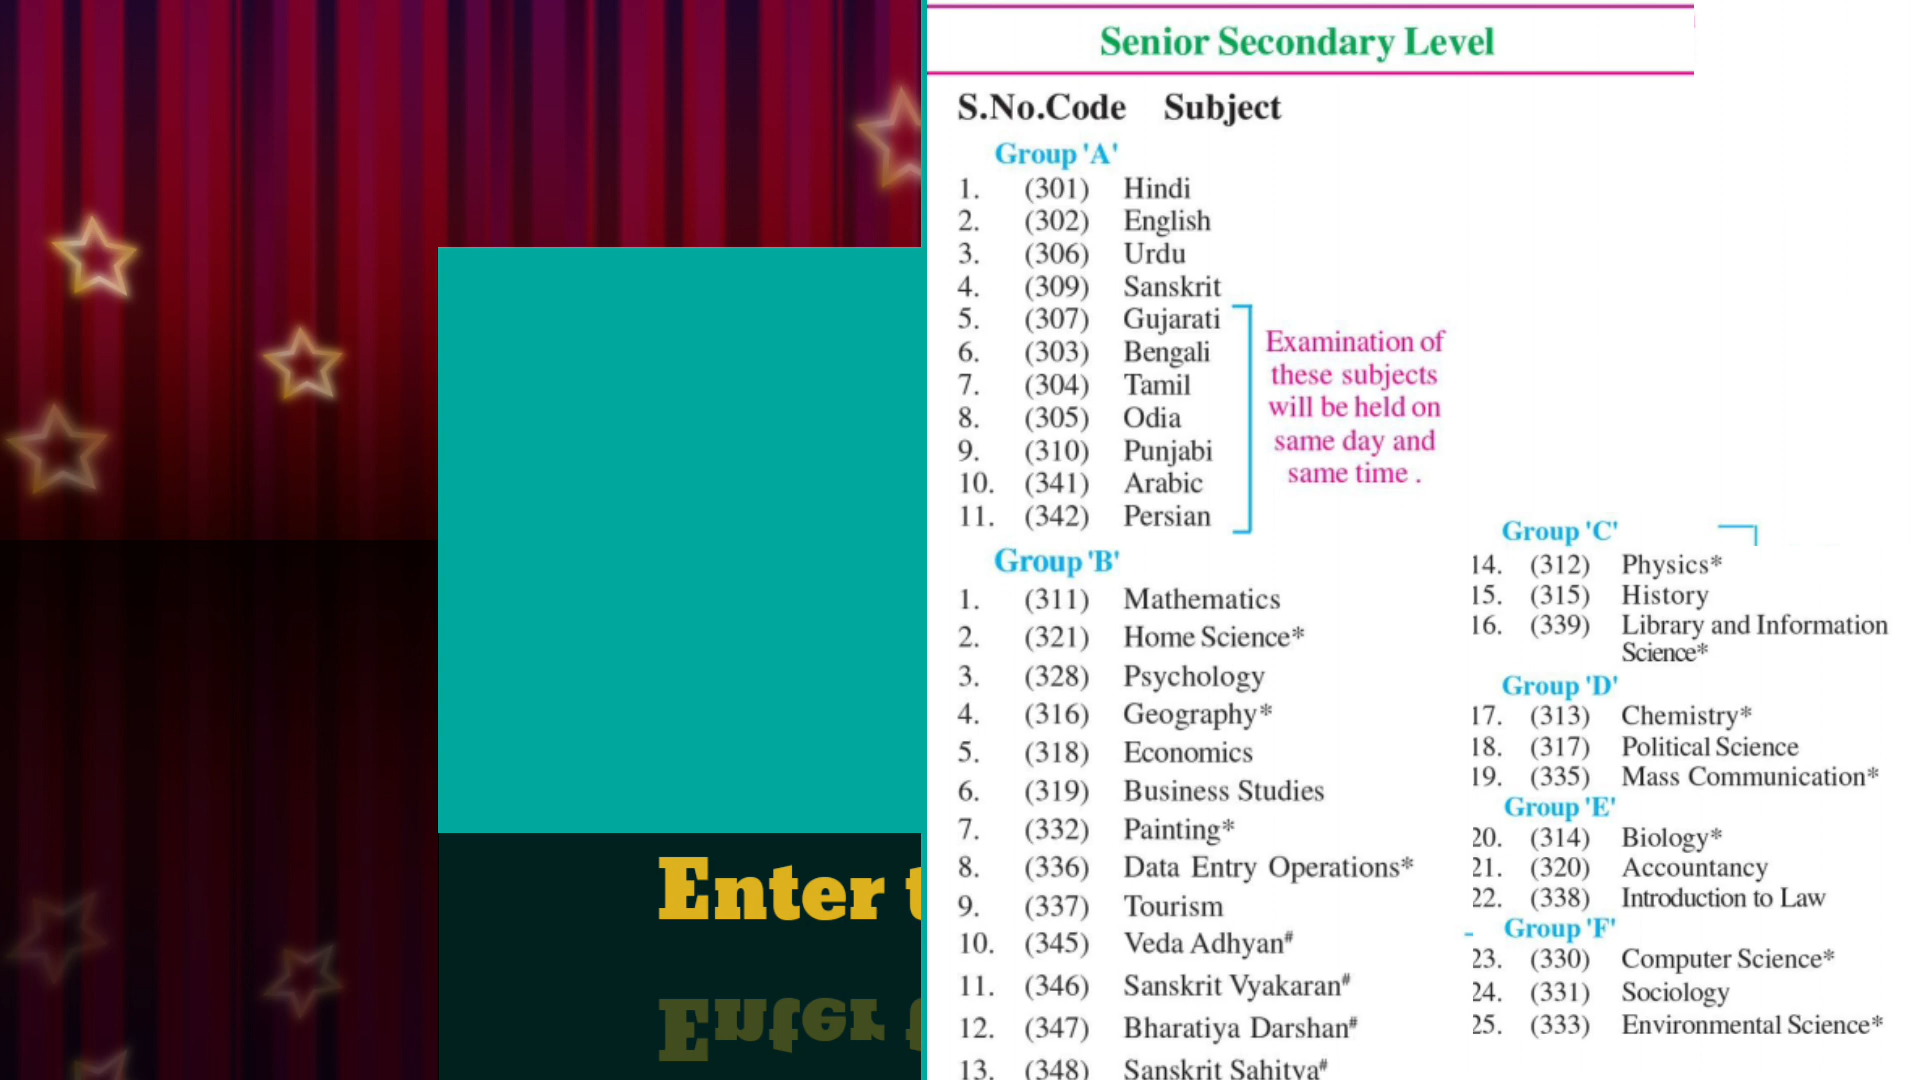 Senior Secondary Level
S.No.Code Subject
Group 'A'
1. (301) Hindi
2. (302) English
3. (306) Urdu
4. (309) Sanskrit
5. (307) Gujarati
6. (303) Bengali
7. (304) Tamil
8. (305) Odia
9. (310) Punjabi
10. (341) Arabic
11. (342) Persian
Examination of
these subjects
will be held on
same day and
same time .
Group 'B'
1. (311) Mathematics
2. (321) Home Science*
3. (328) Psychology
4. (316) Geography*
5. (318) Economics
6. (319) Business Studies
7. (332) Painting*
8. (336) Data Entry Operations*
9. (337) Tourism
10. (345) Veda Adhyan#
11. (346) Sanskrit Vyakaran#
12. (347) Bharatiya Darshan#
13. (348) Sanskrit Sahitya#
Group 'C'
14. (312) Physics*
15. (315) History
16. (339) Library and Information
Science*
Group 'D'
17. (313) Chemistry*
18. (317) Political Science
19. (335) Mass Communication*
Group 'E'
20. (314) Biology*
21. (320) Accountancy
22. (338) Introduction to Law
Group 'F'
23. (330) Computer Science*
24. (331) Sociology
25. (333) Environmental Science*
Enter